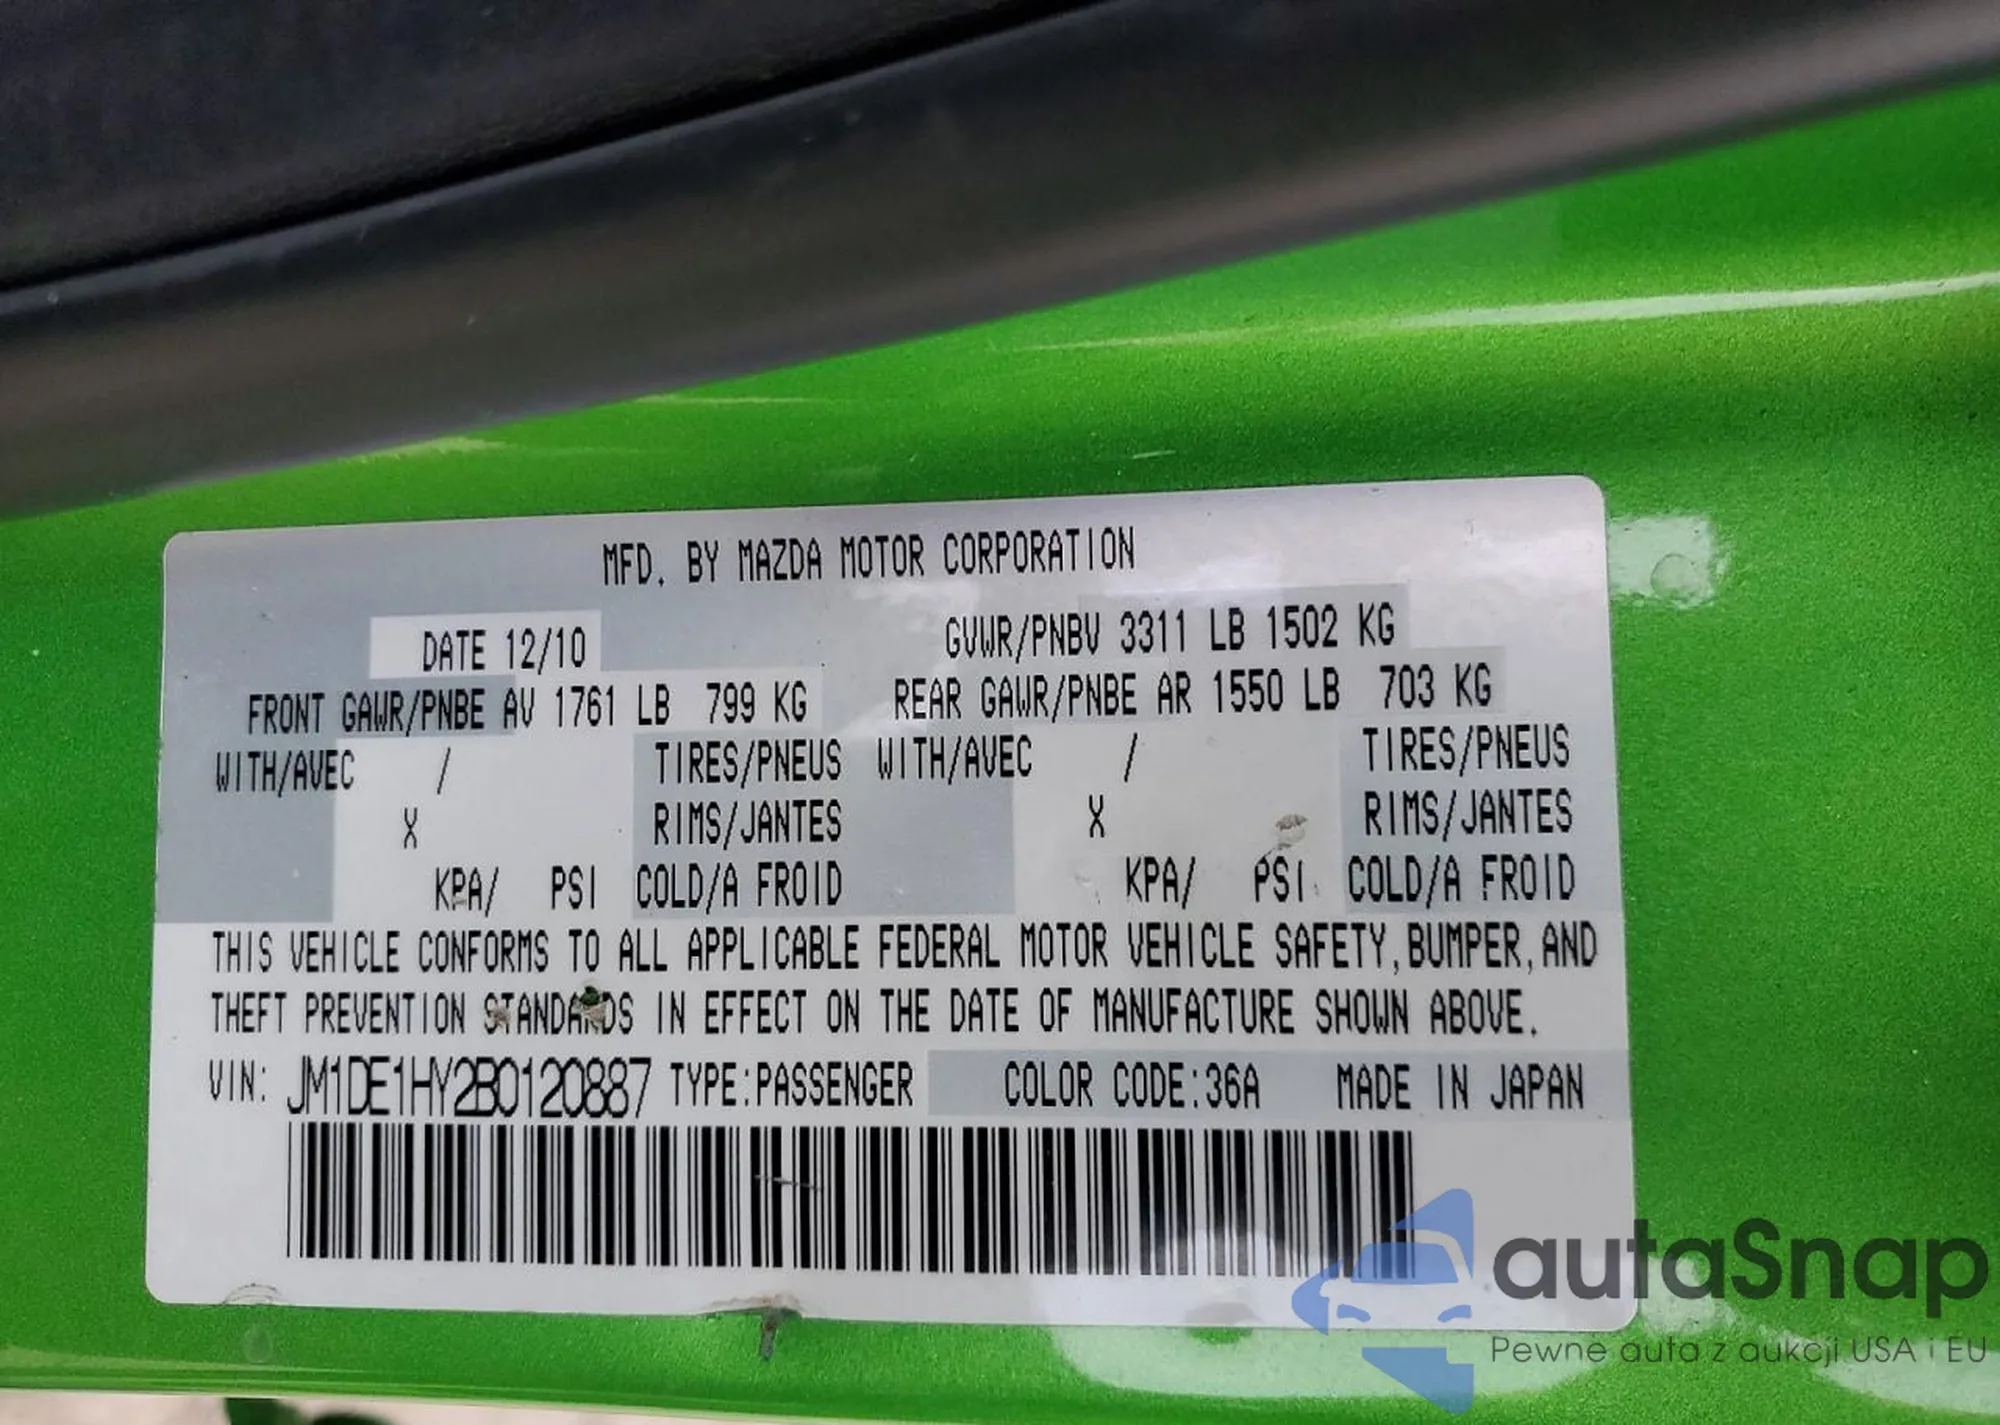 MFD. BY MAZDA MOTOR CORPORATION
DATE 12/10 GVWR/PNBV 3311 LB 1502 KG
FRONT GAWR/PNBE AV 1761 LB 799 KG REAR GAWR/PNBE AR 1550 LB 703 KG
WITH/AVEC / TIRES/PNEUS WITH/AVEC / TIRES/PNEUS
X RIMS/JANTES X RIMS/JANTES
KPA/ PSI COLD/A FROID KPA/ PSI COLD/A FROID
THIS VEHICLE CONFORMS TO ALL APPLICABLE FEDERAL MOTOR VEHICLE SAFETY, BUMPER, AND
THEFT PREVENTION STANDARDS IN EFFECT ON THE DATE OF MANUFACTURE SHOWN ABOVE.
VIN: JM1DE1HY2B0120887 TYPE:PASSENGER COLOR CODE:36A MADE IN JAPAN
autaSnap
Pewne auta z aukcji USA i EU